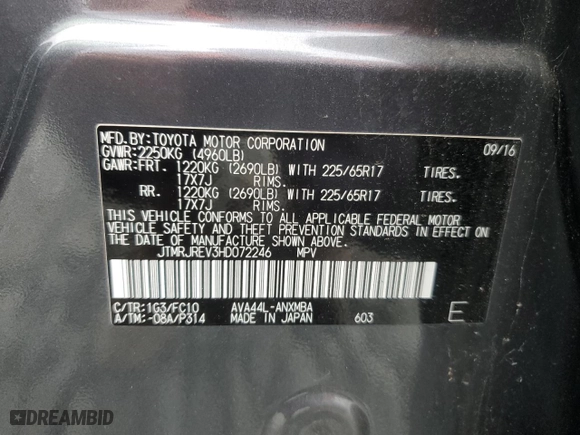 MFD.BY:TOYOTA MOTOR CORPORATION 09/16
GVWR:2250KG (4960LB)
GAWR:FRT. 1220KG (2690LB) WITH 225/65R17 TIRES.
17X7J RIMS.
RR. 1220KG (2690LB) WITH 225/65R17 TIRES.
17X7J RIMS.
THIS VEHICLE CONFORMS TO ALL APPLICABLE FEDERAL MOTOR
VEHICLE SAFETY AND THEFT PREVENTION STANDARDS IN EFFECT ON
THE DATE OF MANUFACTURE SHOWN ABOVE.
JTMRJREV3HD072246 MPV
C/TR:1G3/FC10 AVA44L-ANXMBA
A/TM:-08A/P314 MADE IN JAPAN 603 E
DREAMBID